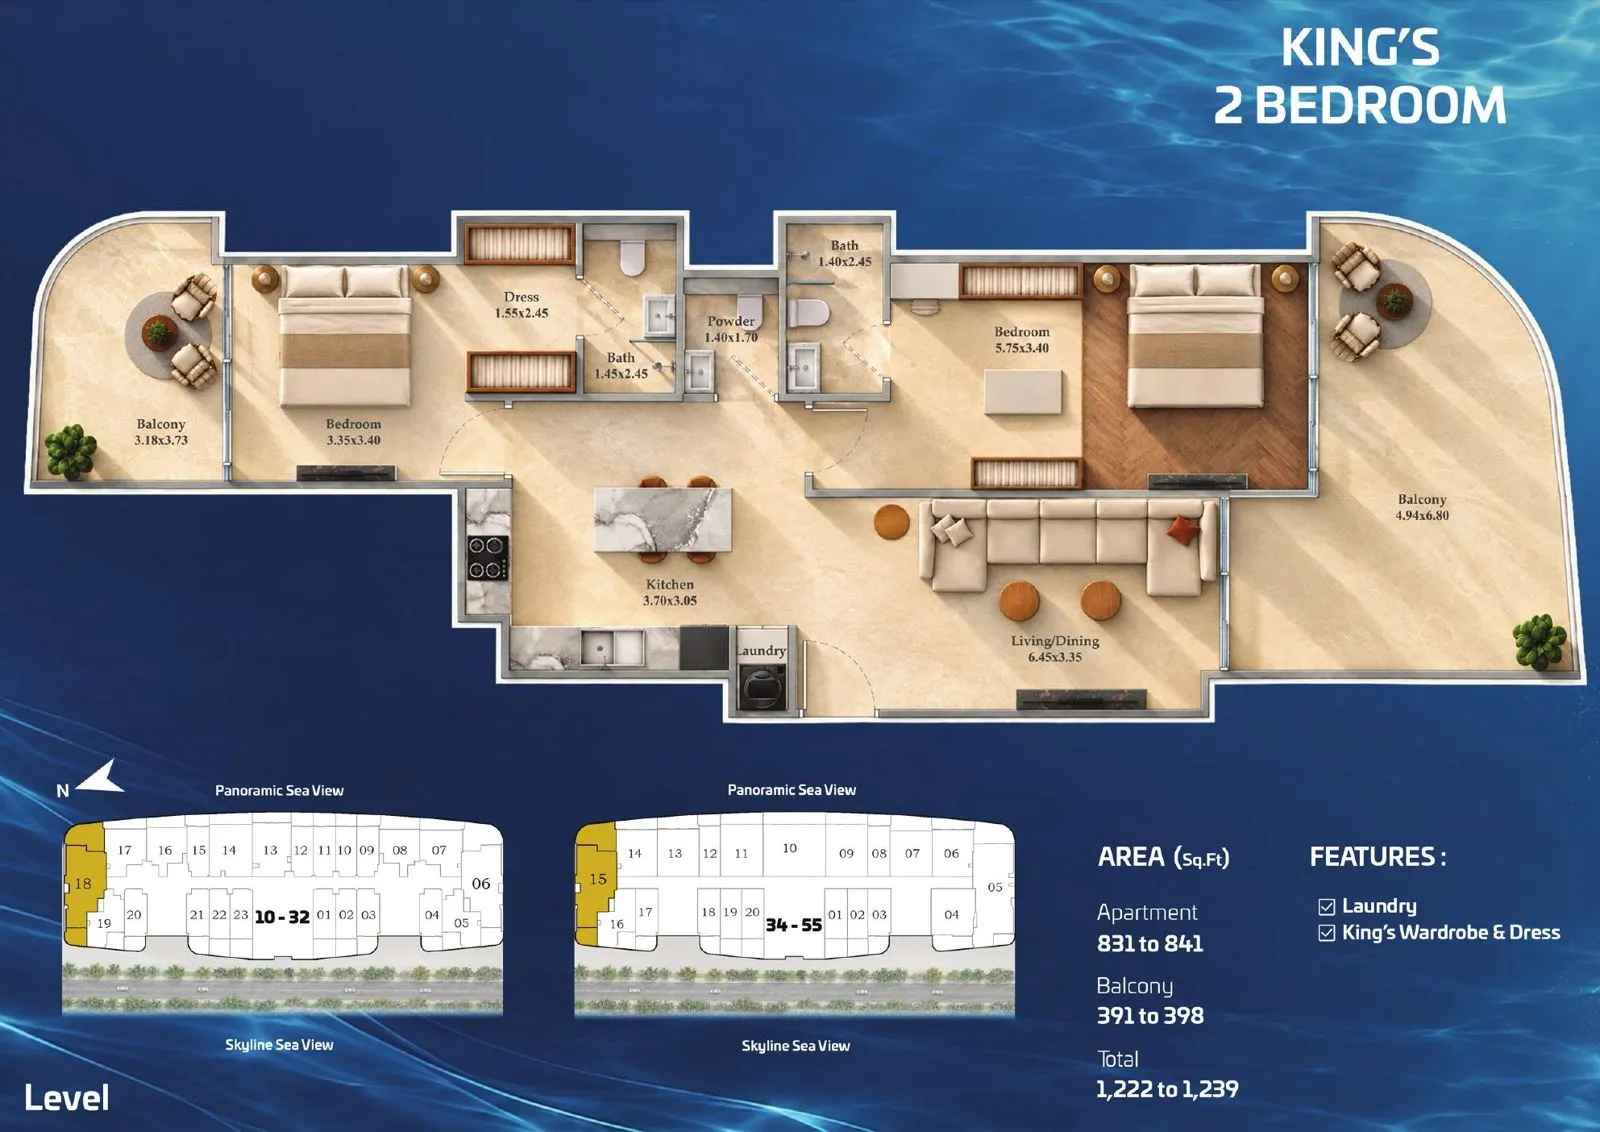 KING'S
2 BEDROOM
Bath
1.40x2.45
Dress
1.55x2.45
Powder
1.40x1.70
Bedroom
5.75x3.40
Bath
1.45x2.45
Balcony
3.18x3.73
Bedroom
3.35x3.40
Balcony
4.94x6.80
Kitchen
3.70x3.05
Laundry
Living/Dining
6.45x3.35
N
Panoramic Sea View
17 16 15 14 13 12 11 10 09 08 07
18 06
19 20 21 22 23 10 - 32 01 02 03 04 05
Skyline Sea View
Panoramic Sea View
14 13 12 11 10 09 08 07 06
15 05
16 17 18 19 20 34 - 55 01 02 03 04
Skyline Sea View
AREA (Sq.Ft)
Apartment
831 to 841
Balcony
391 to 398
Total
1,222 to 1,239
FEATURES :
Laundry
King's Wardrobe & Dress
Level